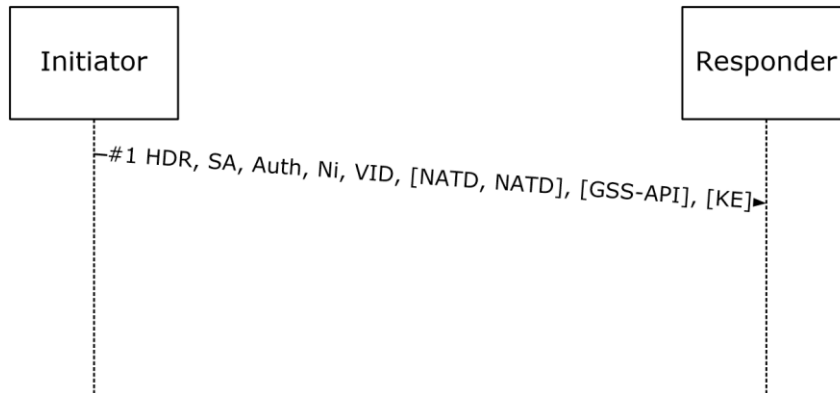 Initiator
Responder
#1 HDR, SA, Auth, Ni, VID, [NATD, NATD], [GSS-API], [KE]